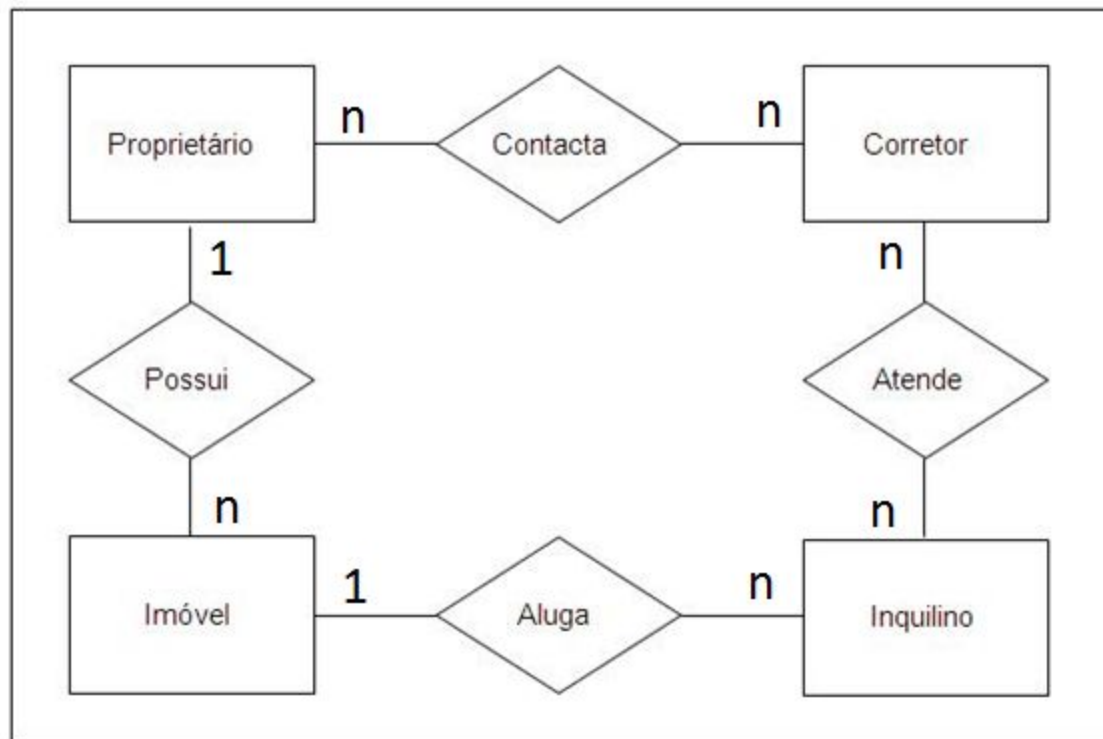 Proprietário n Contacta n Corretor
1 n
Possui Atende
n n
Imóvel 1 Aluga n Inquilino